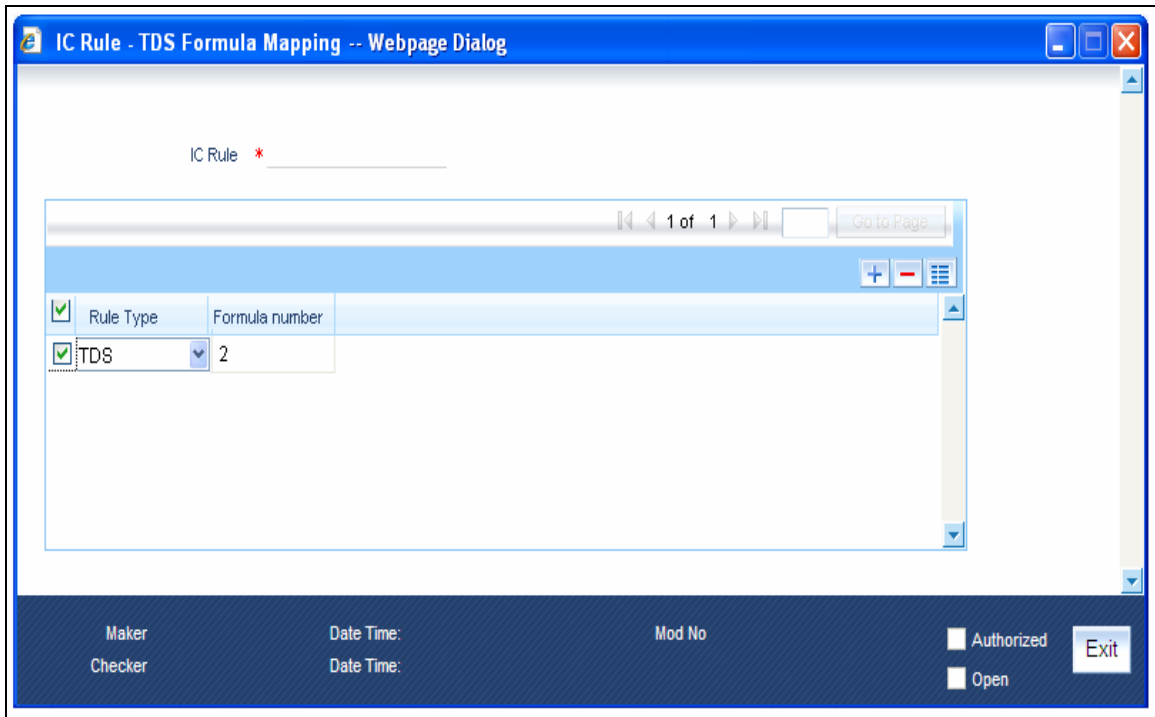 IC Rule - TDS Formula Mapping -- Webpage Dialog
IC Rule *
1 of 1 Go to Page
Rule Type Formula number
TDS 2
Maker Date Time: Mod No
Authorized
Exit
Checker Date Time:
Open